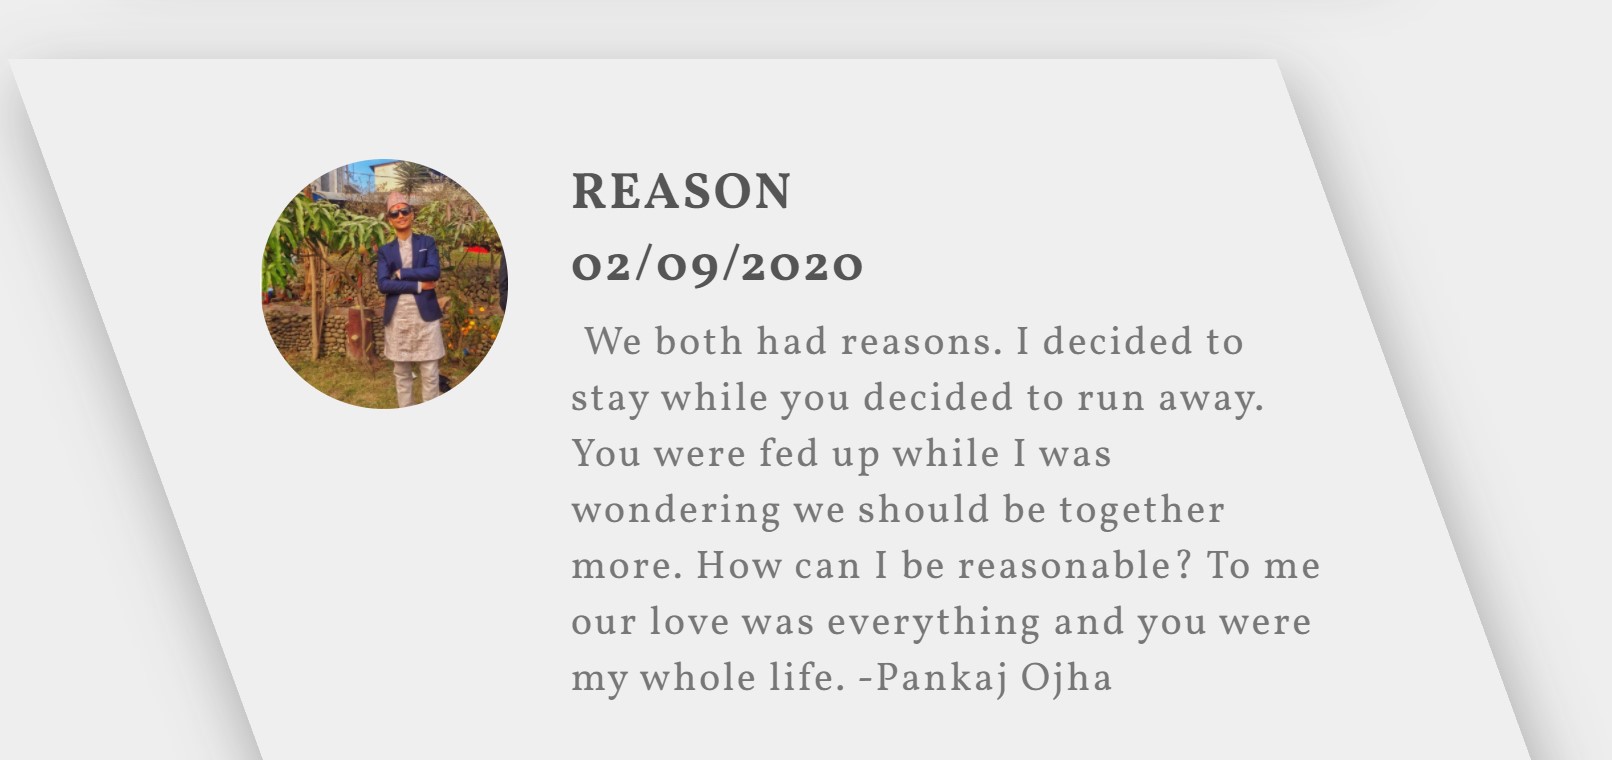 REASON
02/09/2020
We both had reasons. I decided to
stay while you decided to run away.
You were fed up while I was
wondering we should be together
more. How can I be reasonable? To me
our love was everything and you were
my whole life. -Pankaj Ojha